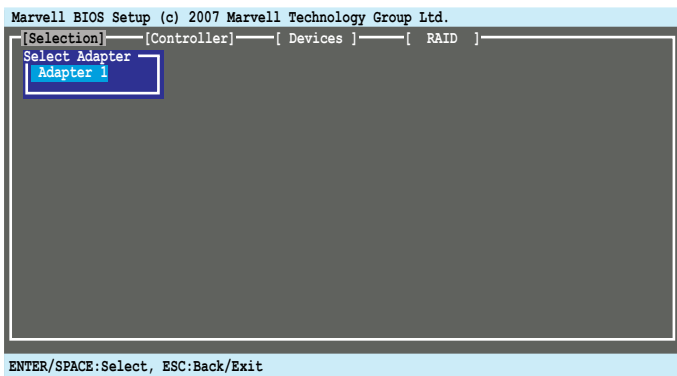 Marvell BIOS Setup (c) 2007 Marvell Technology Group Ltd.
[Selection] [Controller] [ Devices ] [ RAID ]
Select Adapter
Adapter 1
ENTER/SPACE:Select, ESC:Back/Exit